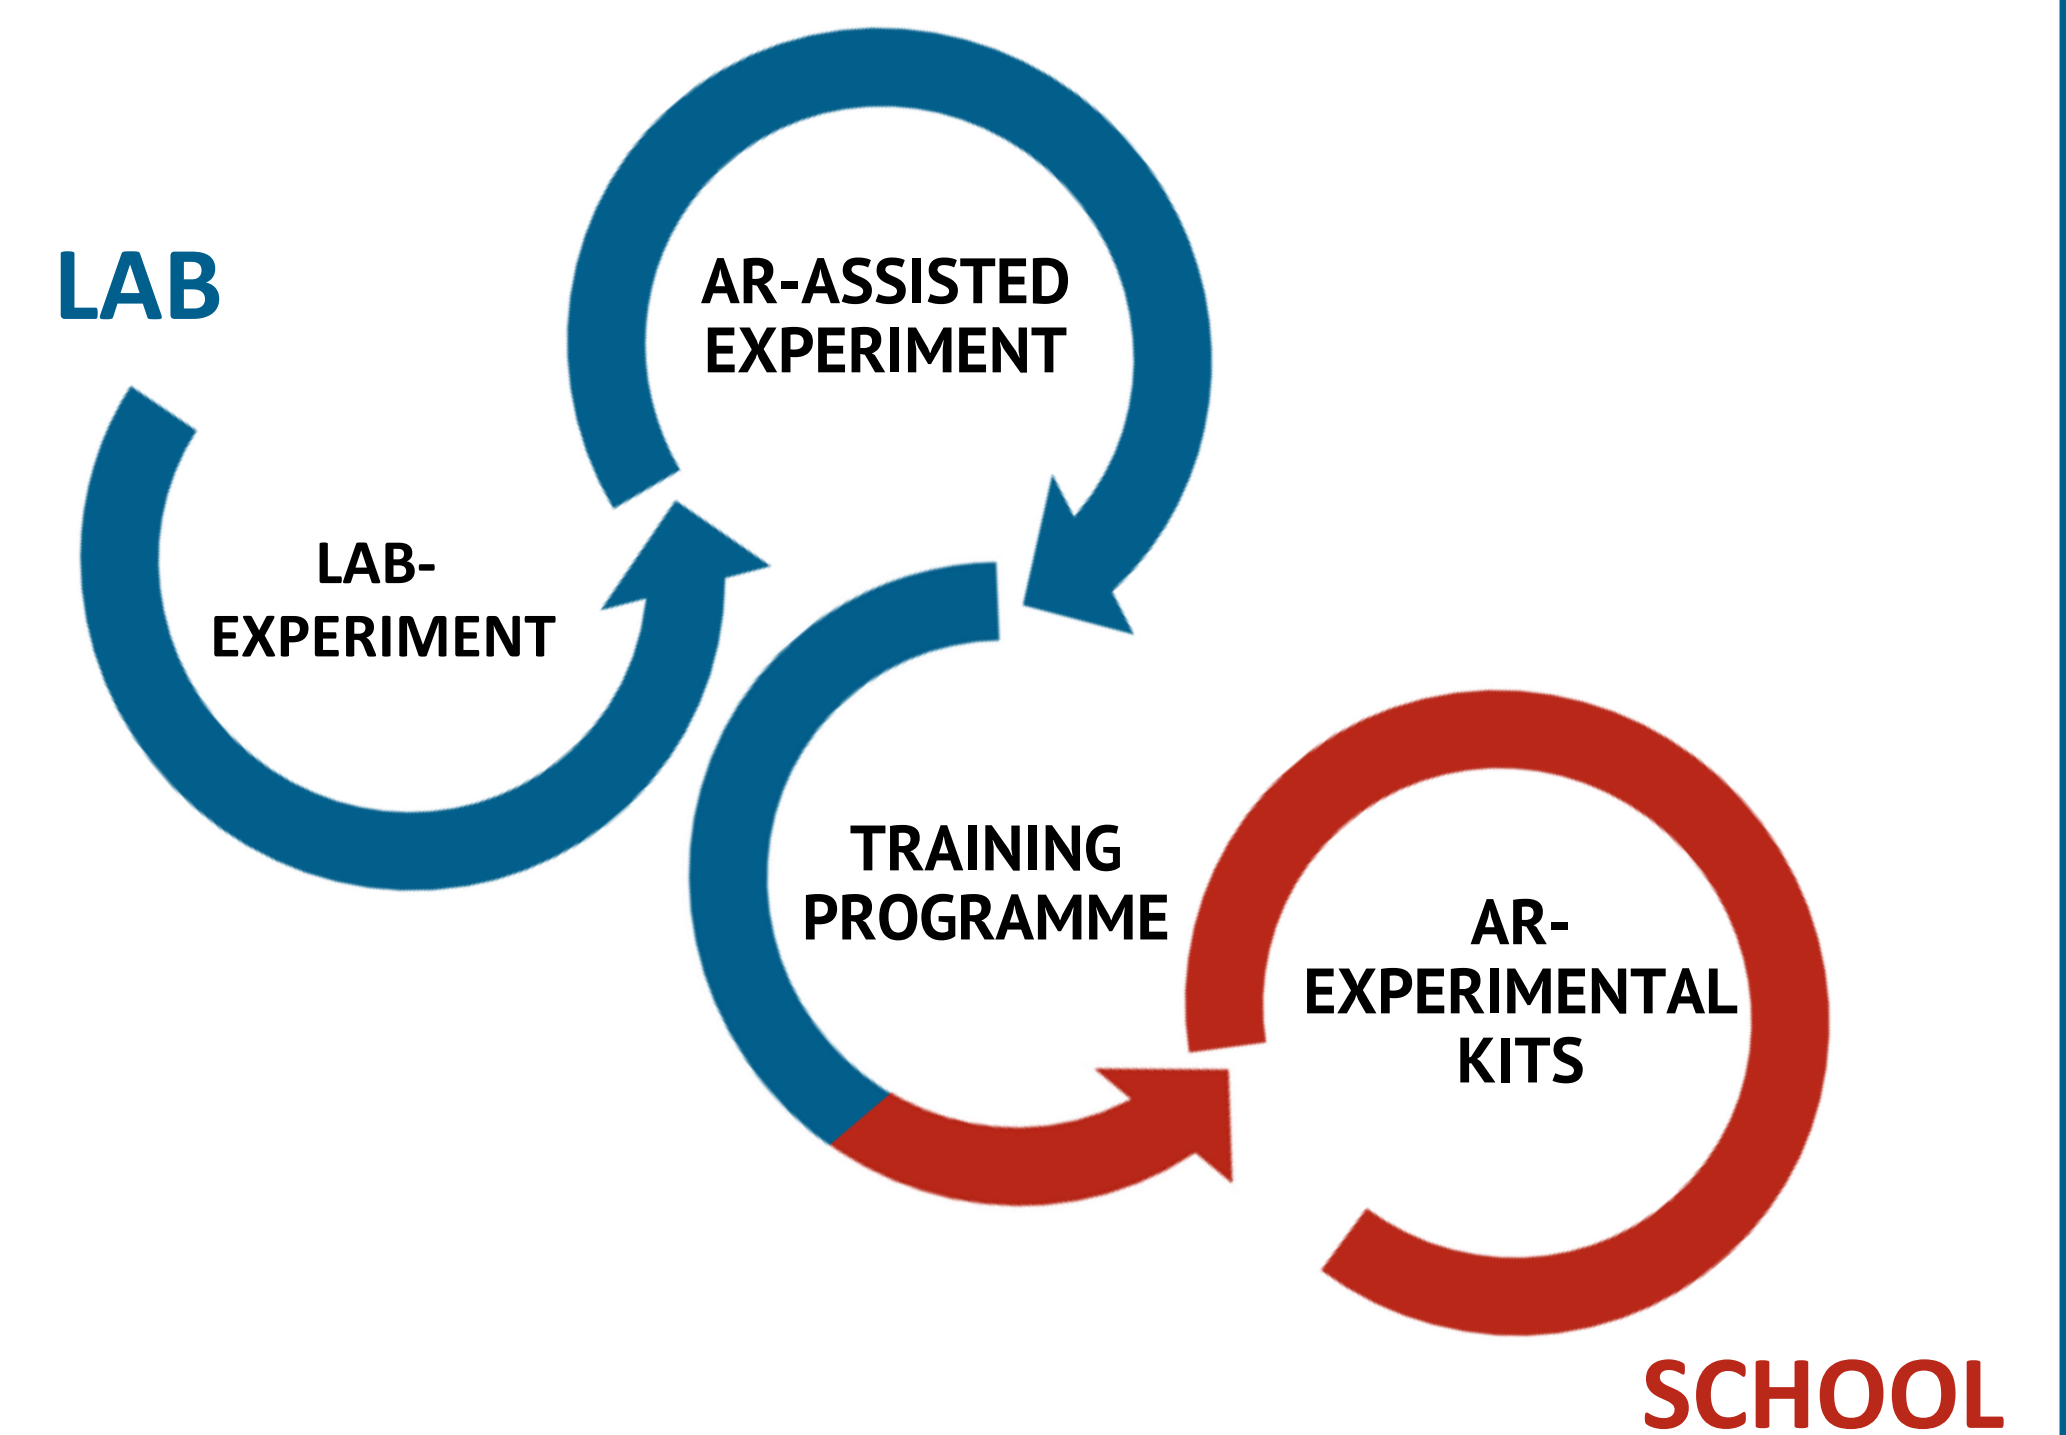 LAB
AR-ASSISTED
EXPERIMENT
LAB-
EXPERIMENT
TRAINING
PROGRAMME
AR-
EXPERIMENTAL
KITS
SCHOOL